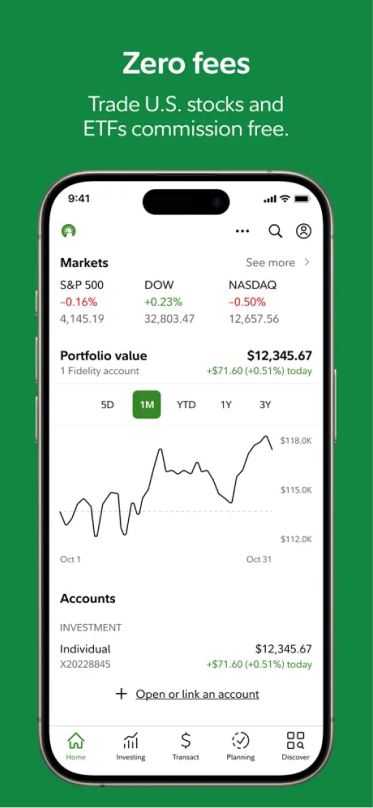 Zero fees
Trade U.S. stocks and
ETFs commission free.
9:41
Markets
See more
S&P 500 DOW NASDAQ
–0.16% +0.23% –0.50%
4,145.19 32,803.47 12,657.56
Portfolio value $12,345.67
1 Fidelity account +$71.60 (+0.51%) today
5D 1M YTD 1Y 3Y
$118.0K
$115.0K
$112.0K
Oct 1 Oct 31
Accounts
INVESTMENT
Individual $12,345.67
X20228845 +$71.60 (+0.51%) today
+ Open or link an account
Home Investing Transact Planning Discover